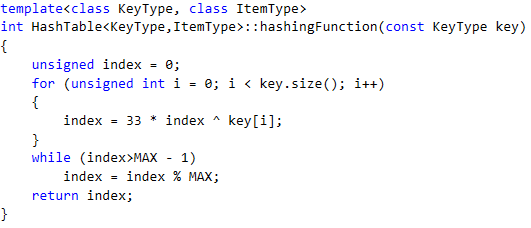 template<class KeyType, class ItemType>
int HashTable<KeyType,ItemType>::hashingFunction(const KeyType key)
{
    unsigned index = 0;
    for (unsigned int i = 0; i < key.size(); i++)
    {
        index = 33 * index ^ key[i];
    }
    while (index>MAX - 1)
        index = index % MAX;
    return index;
}